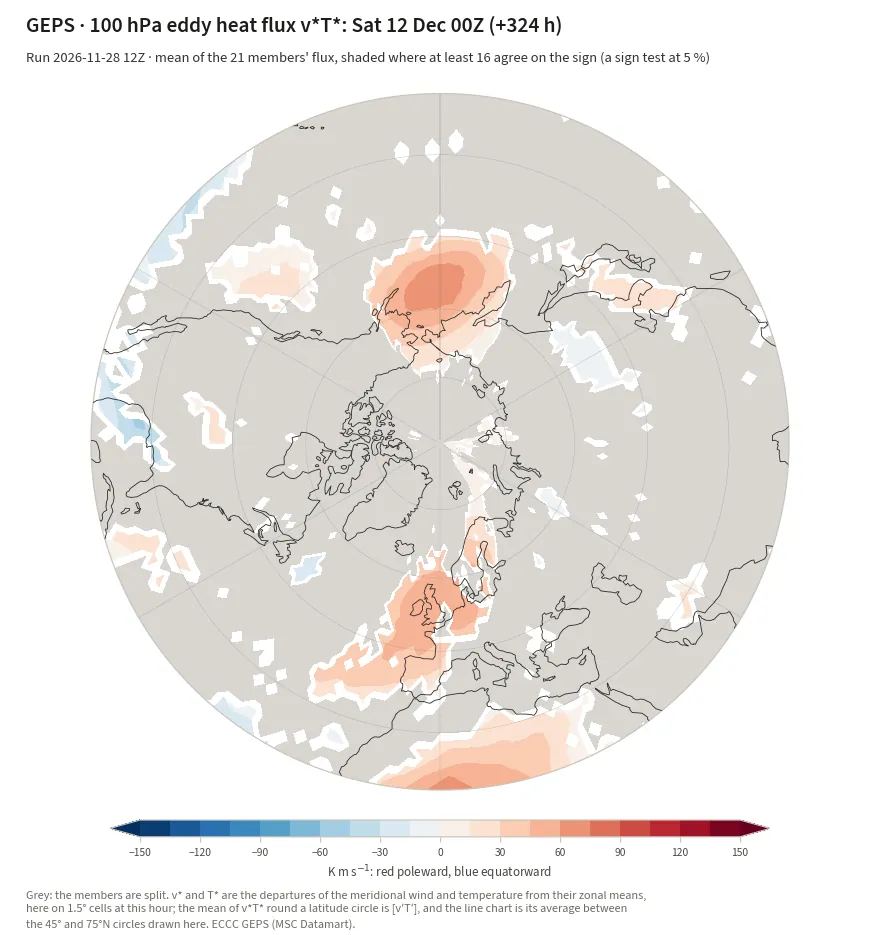 GEPS · 100 hPa eddy heat flux v*T*: Sat 12 Dec 00Z (+324 h)
Run 2026-11-28 12Z · mean of the 21 members' flux, shaded where at least 16 agree on the sign (a sign test at 5 %)
−150 −120 −90 −60 −30 0 30 60 90 120 150
K m s⁻¹: red poleward, blue equatorward
Grey: the members are split. v* and T* are the departures of the meridional wind and temperature from their zonal means,
here on 1.5° cells at this hour; the mean of v*T* round a latitude circle is [v′T′], and the line chart is its average between
the 45° and 75°N circles drawn here. ECCC GEPS (MSC Datamart).